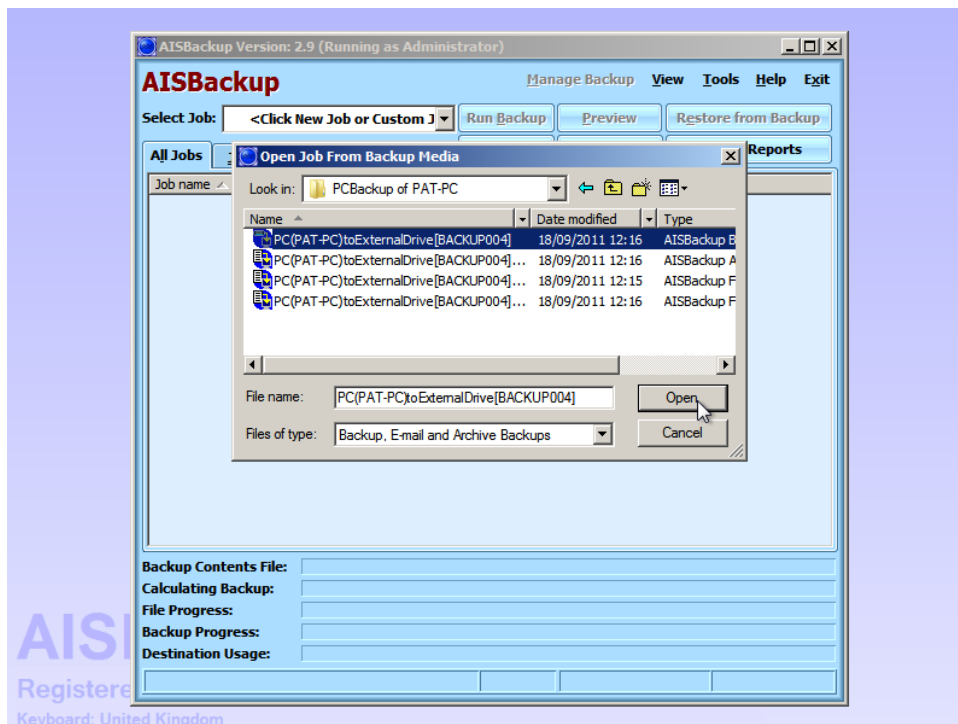 AISBackup Version: 2.9 (Running as Administrator)
AISBackup
Manage Backup View Tools Help Exit
Select Job: <Click New Job or Custom J Run Backup Preview Restore from Backup
All Jobs Reports
Open Job From Backup Media
Job name
Look in: PCBackup of PAT-PC
Name Date modified Type
PC(PAT-PC)toExternalDrive[BACKUP004] 18/09/2011 12:16 AISBackup B
PC(PAT-PC)toExternalDrive[BACKUP004]... 18/09/2011 12:16 AISBackup A
PC(PAT-PC)toExternalDrive[BACKUP004]... 18/09/2011 12:15 AISBackup F
PC(PAT-PC)toExternalDrive[BACKUP004]... 18/09/2011 12:16 AISBackup F
File name: PC(PAT-PC)toExternalDrive[BACKUP004] Open
Files of type: Backup, E-mail and Archive Backups Cancel
Backup Contents File:
Calculating Backup:
File Progress:
Backup Progress:
Destination Usage:
AISI
Registere
Keyboard: United Kingdom